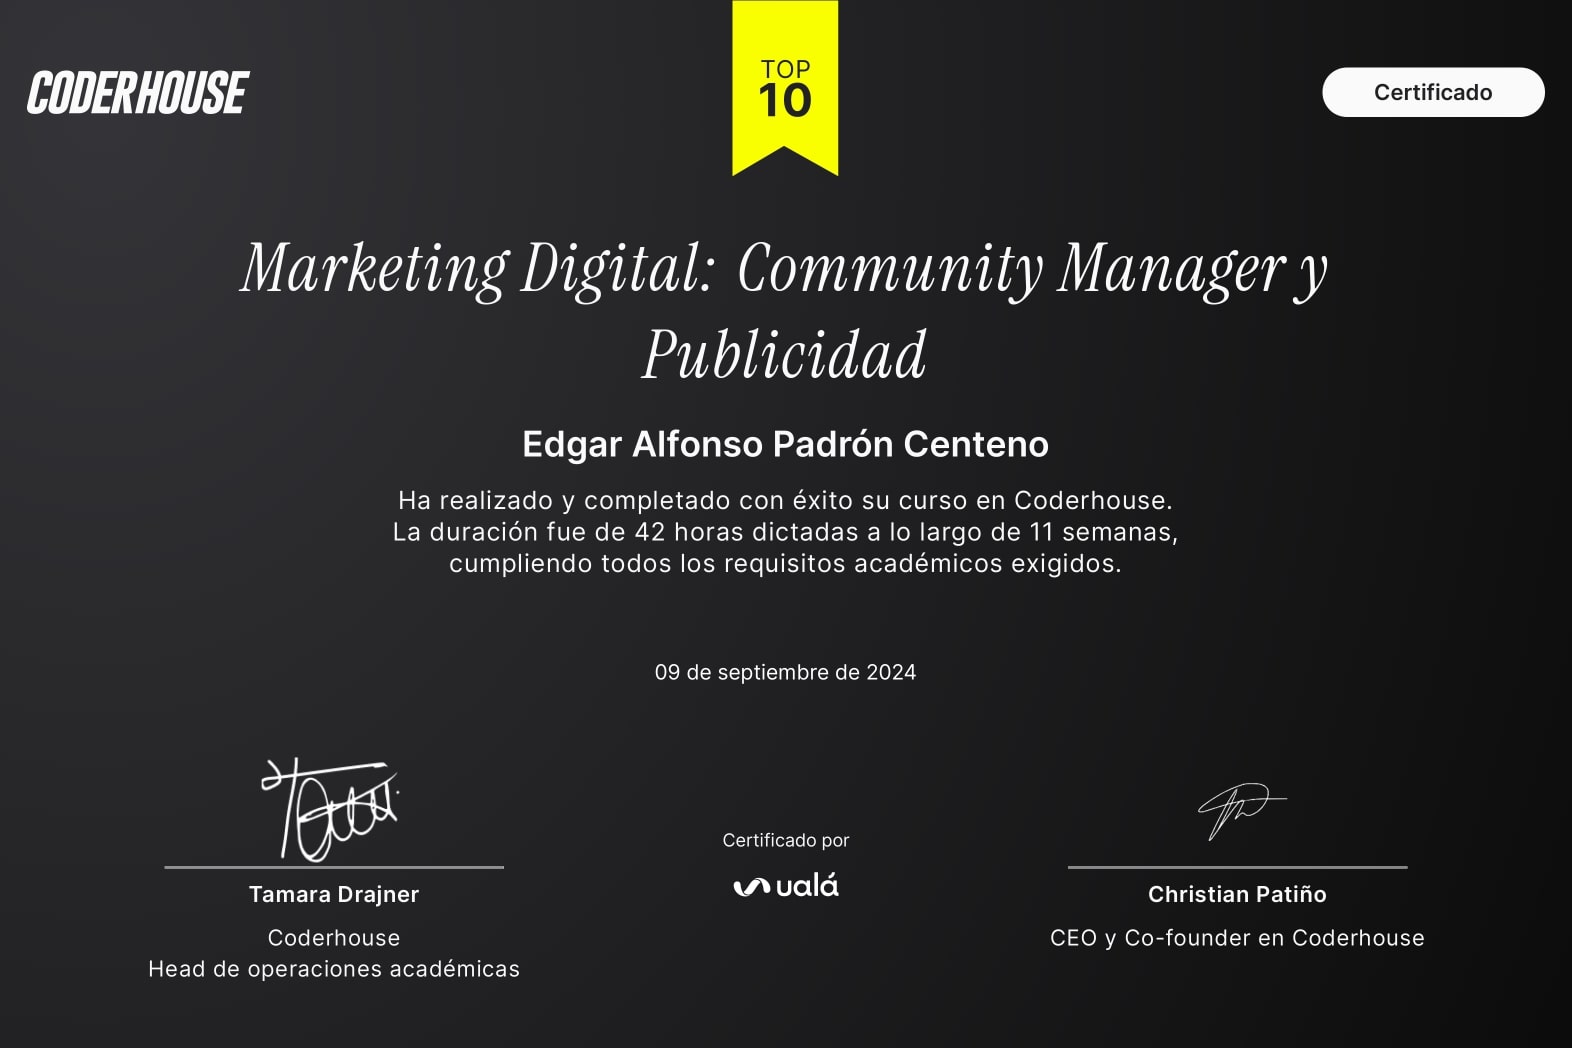 CODERHOUSE
TOP
10
Certificado
Marketing Digital: Community Manager y
Publicidad
Edgar Alfonso Padrón Centeno
Ha realizado y completado con éxito su curso en Coderhouse.
La duración fue de 42 horas dictadas a lo largo de 11 semanas,
cumpliendo todos los requisitos académicos exigidos.
09 de septiembre de 2024
Tamara Drajner
Coderhouse
Head de operaciones académicas
Certificado por
ualá
Christian Patiño
CEO y Co-founder en Coderhouse